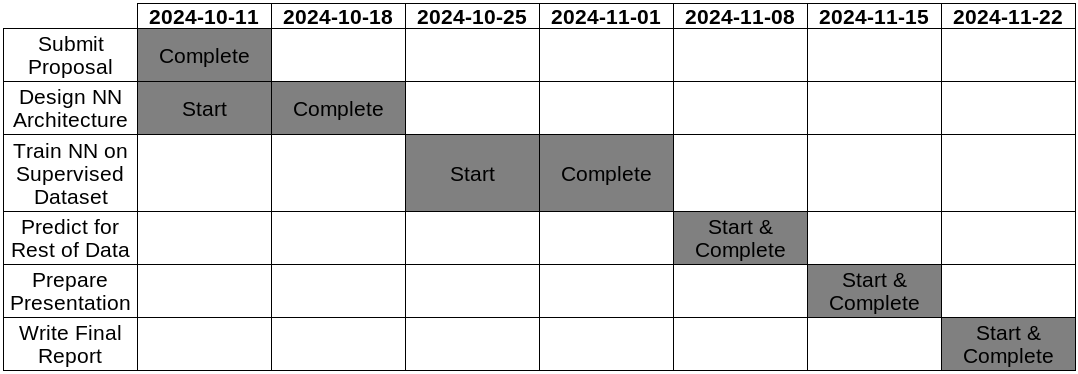 2024-10-11 2024-10-18 2024-10-25 2024-11-01 2024-11-08 2024-11-15 2024-11-22
Submit
Proposal
Complete
Design NN
Architecture
Start Complete
Train NN on
Supervised
Dataset
Start Complete
Predict for
Rest of Data
Start &
Complete
Prepare
Presentation
Start &
Complete
Write Final
Report
Start &
Complete